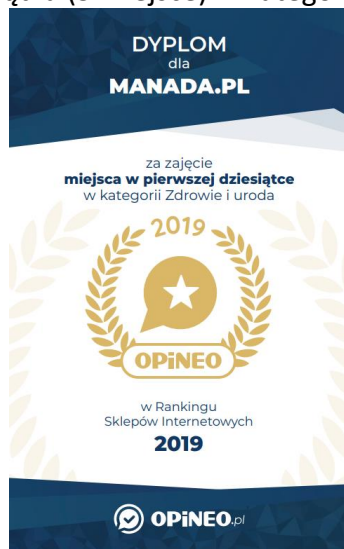 DYPLOM
dla
MANADA.PL
za zajęcie
miejsca w pierwszej dziesiątce
w kategorii Zdrowie i uroda
2019
OPiNEO
w Rankingu
Sklepów Internetowych
2019
OPiNEO.pl